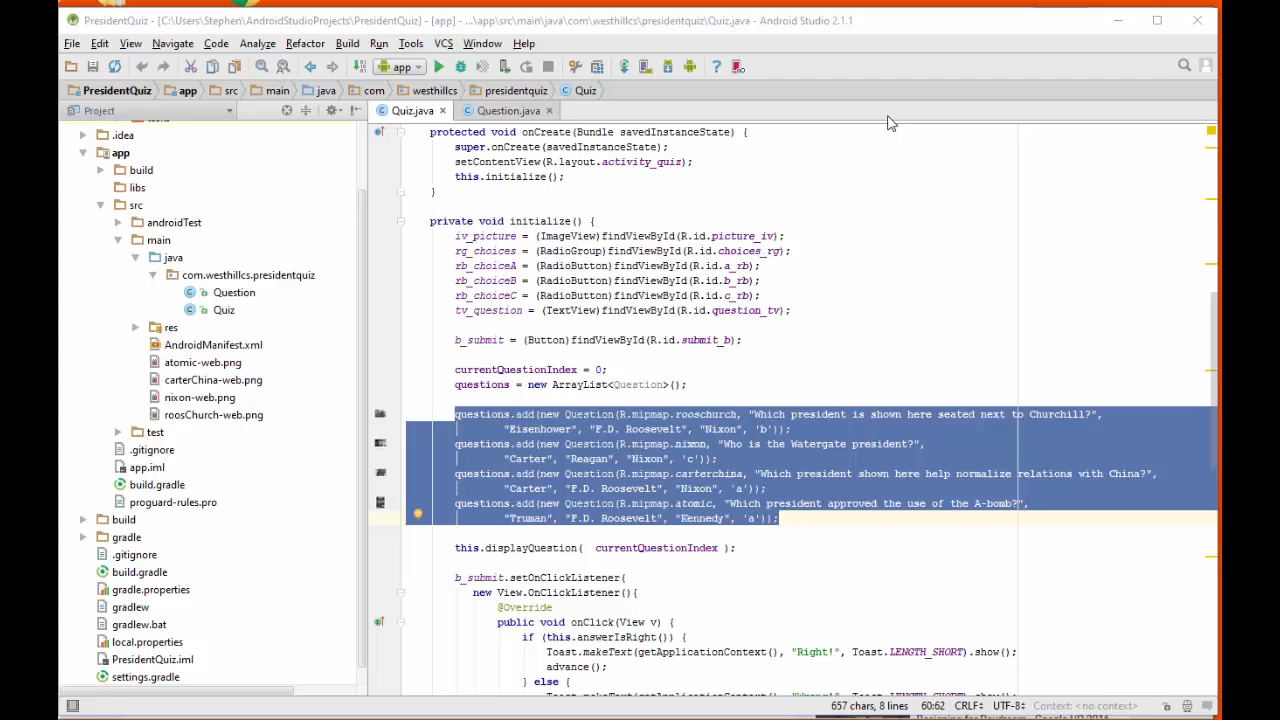 PresidentQuiz - [C:\Users\Stephen\AndroidStudioProjects\PresidentQuiz] - [app] - ...\app\src\main\java\com\westhillcs\presidentquiz\Quiz.java - Android Studio 2.1.1
File Edit View Navigate Code Analyze Refactor Build Run Tools VCS Window Help
app
PresidentQuiz app src main java com westhillcs presidentquiz Quiz
Project
Quiz.java Question.java
.idea
app
build
libs
src
androidTest
main
java
com.westhillcs.presidentquiz
Question
Quiz
res
AndroidManifest.xml
atomic-web.png
carterChina-web.png
nixon-web.png
roosChurch-web.png
test
.gitignore
app.iml
build.gradle
proguard-rules.pro
build
gradle
.gitignore
build.gradle
gradle.properties
gradlew
gradlew.bat
local.properties
PresidentQuiz.iml
settings.gradle
protected void onCreate(Bundle savedInstanceState) {
super.onCreate(savedInstanceState);
setContentView(R.layout.activity_quiz);
this.initialize();
}
private void initialize() {
iv_picture = (ImageView)findViewById(R.id.picture_iv);
rg_choices = (RadioGroup)findViewById(R.id.choices_rg);
rb_choiceA = (RadioButton)findViewById(R.id.a_rb);
rb_choiceB = (RadioButton)findViewById(R.id.b_rb);
rb_choiceC = (RadioButton)findViewById(R.id.c_rb);
tv_question = (TextView)findViewById(R.id.question_tv);
b_submit = (Button)findViewById(R.id.submit_b);
currentQuestionIndex = 0;
questions = new ArrayList<Question>();
questions.add(new Question(R.mipmap.rooschurch, "Which president is shown here seated next to Churchill?",
"Eisenhower", "F.D. Roosevelt", "Nixon", 'b'));
questions.add(new Question(R.mipmap.nixon, "Who is the Watergate president?",
"Carter", "Reagan", "Nixon", 'c'));
questions.add(new Question(R.mipmap.carterchina, "Which president shown here help normalize relations with China?",
"Carter", "F.D. Roosevelt", "Nixon", 'a'));
questions.add(new Question(R.mipmap.atomic, "Which president approved the use of the A-bomb?",
"Truman", "F.D. Roosevelt", "Kennedy", 'a'));
this.displayQuestion( currentQuestionIndex );
b_submit.setOnClickListener(
new View.OnClickListener(){
@Override
public void onClick(View v) {
if (this.answerIsRight()) {
Toast.makeText(getApplicationContext(), "Right!", Toast.LENGTH_SHORT).show();
advance();
} else {
657 chars, 8 lines 60:62 CRLF UTF-8 Context: <no context>